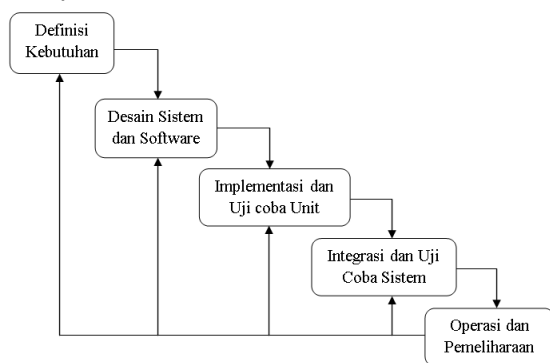 Definisi
Kebutuhan
Desain Sistem
dan Software
Implementasi dan
Uji coba Unit
Integrasi dan Uji
Coba Sistem
Operasi dan
Pemeliharaan